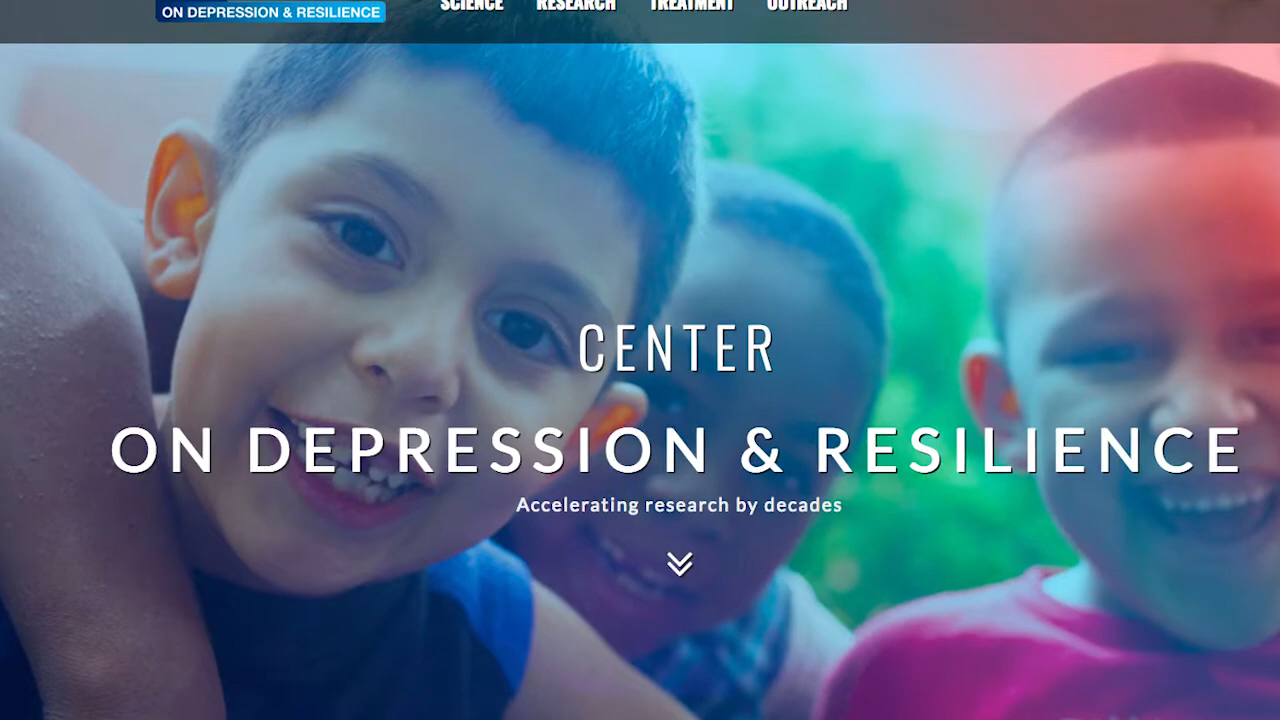 SCIENCE RESEARCH TREATMENT OUTREACH
ON DEPRESSION & RESILIENCE
CENTER
ON DEPRESSION & RESILIENCE
Accelerating research by decades